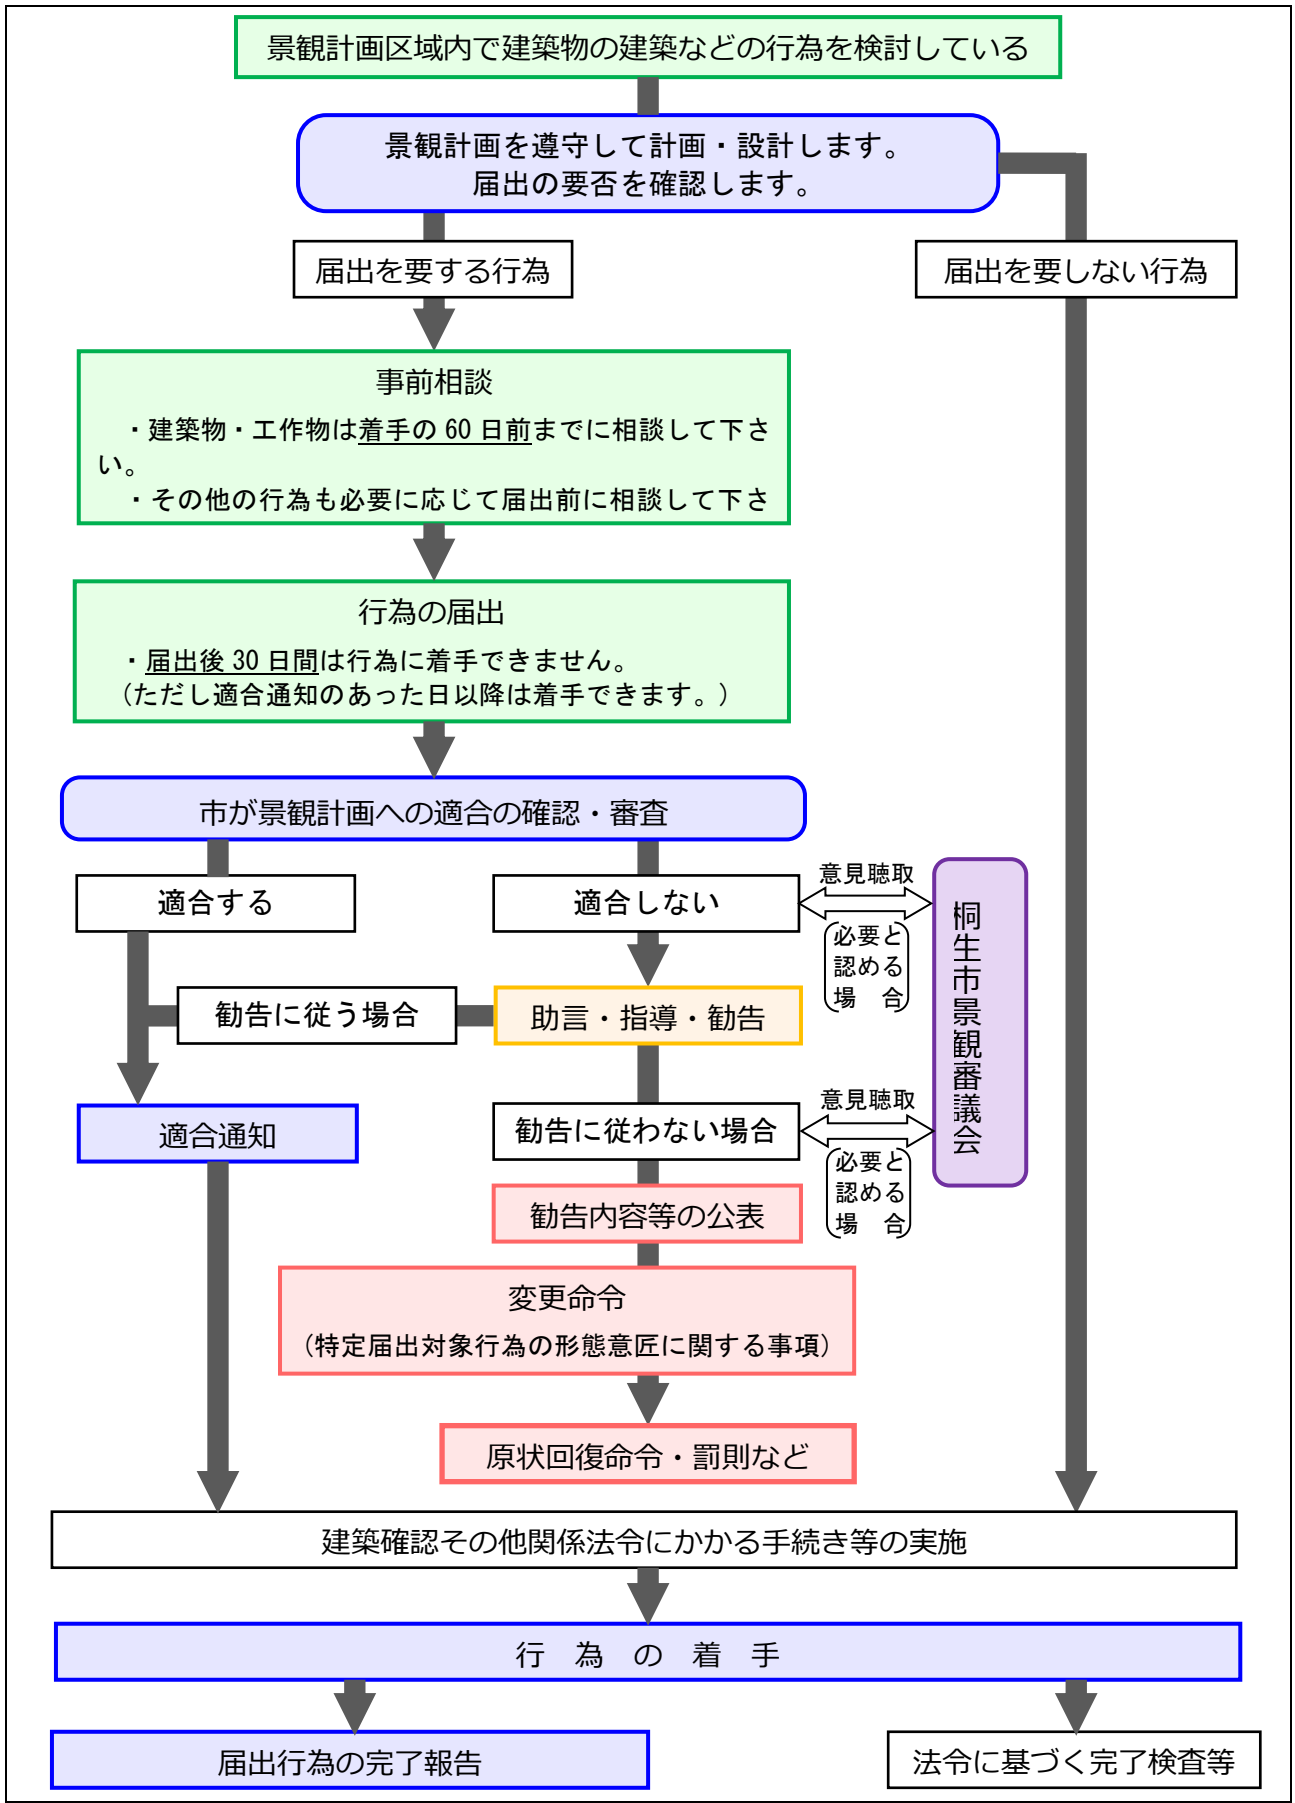 景観計画区域内で建築物の建築などの行為を検討している
景観計画を遵守して計画・設計します。
届出の要否を確認します。
届出を要する行為
届出を要しない行為
事前相談
・建築物・工作物は着手の 60 日前までに相談して下さ
い。
・その他の行為も必要に応じて届出前に相談して下さ
行為の届出
・届出後 30 日間は行為に着手できません。
（ただし適合通知のあった日以降は着手できます。）
市が景観計画への適合の確認・審査
適合する
適合しない
意見聴取
必要と
認める
場　合
桐生市景観審議会
勧告に従う場合
助言・指導・勧告
適合通知
勧告に従わない場合
意見聴取
必要と
認める
場　合
勧告内容等の公表
変更命令
（特定届出対象行為の形態意匠に関する事項）
原状回復命令・罰則など
建築確認その他関係法令にかかる手続き等の実施
行　為　の　着　手
届出行為の完了報告
法令に基づく完了検査等